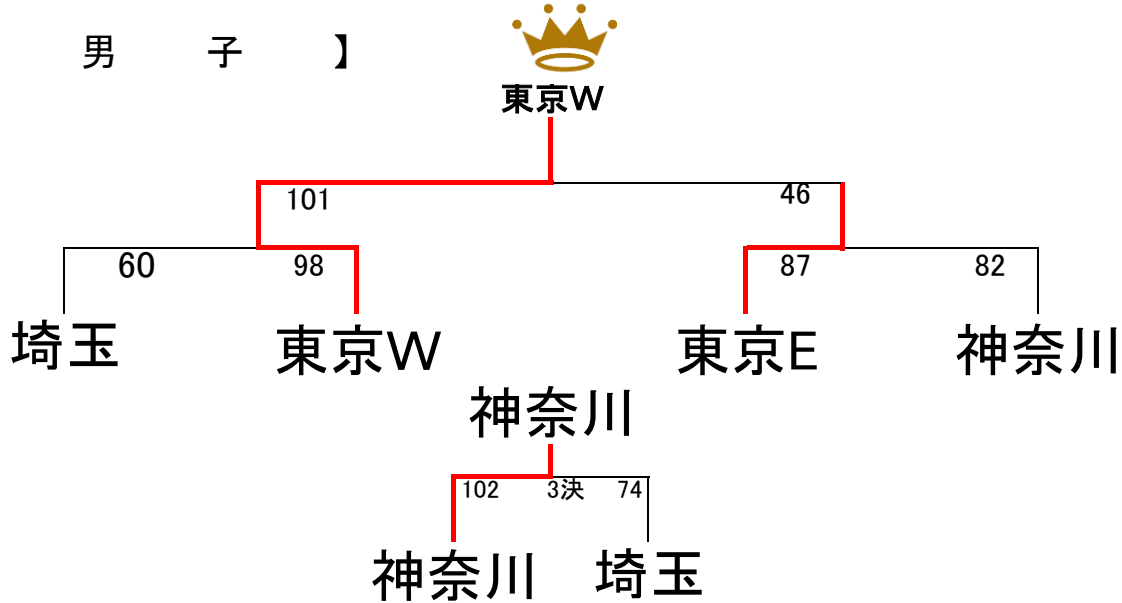 男 子 】
東京W
101 46
60 98 87 82
埼玉 東京W 東京E 神奈川
神奈川
102 3決 74
神奈川 埼玉